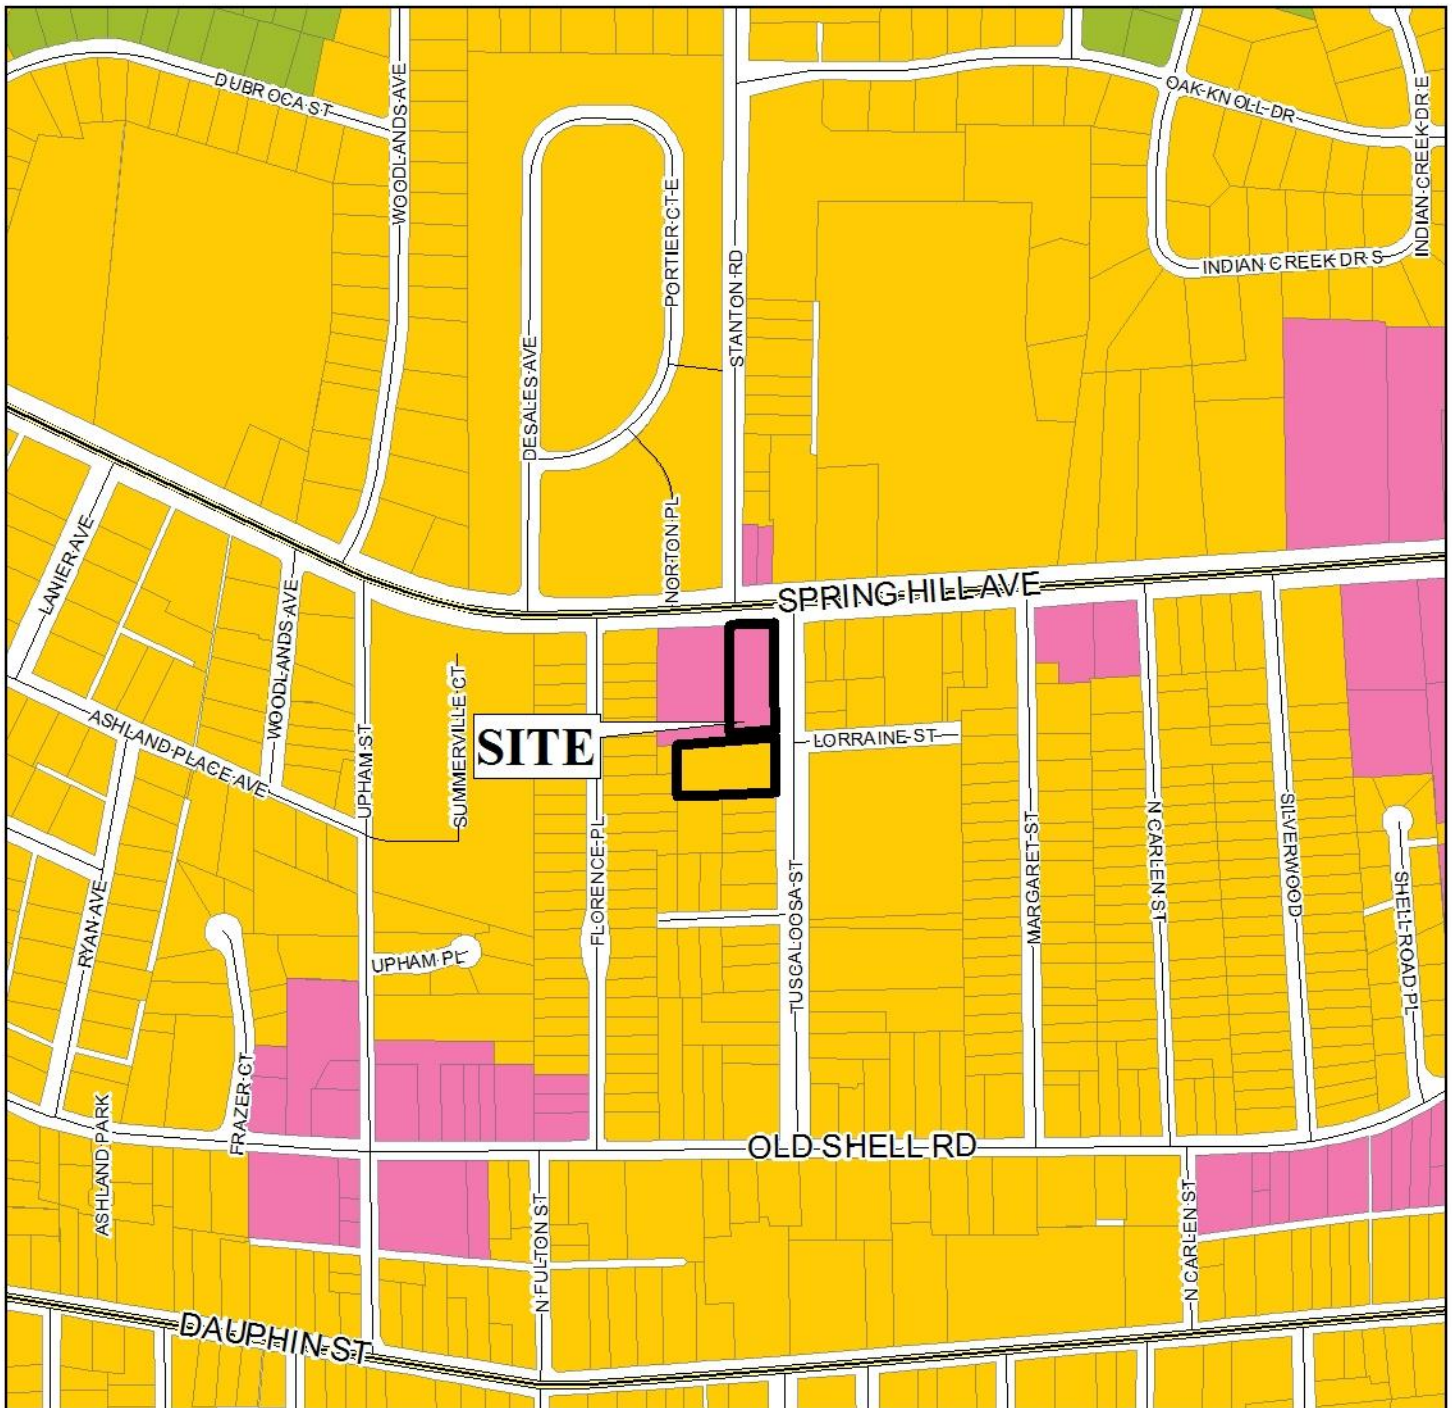 DUBROCA ST
WOODLANDS AVE
OAK KNOLL DR
INDIAN CREEK DR E
PORTIER CT E
STANTON RD
INDIAN CREEK DR S
DESALES AVE
NORTON PL
LANIER AVE
WOODLANDS AVE
SPRING HILL AVE
SUMMERVILLE CT
UPHAM ST
ASHLAND PLACE AVE
SITE
LORRAINE ST
FLORENCE PL
TUSCALOOSA ST
MARGARET ST
N CARLEN ST
SILVERWOOD
SHELL ROAD PL
RYAN AVE
UPHAM PL
FRAZER CT
ASHLAND PARK
OLD SHELL RD
N FULTON ST
N CARLEN ST
DAUPHIN ST